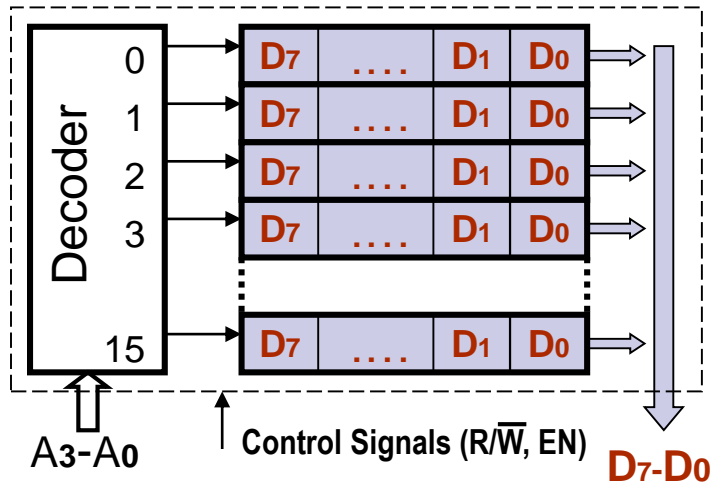 0 D7 .... D1 D0
1 D7 .... D1 D0
2 D7 .... D1 D0
3 D7 .... D1 D0
15 D7 .... D1 D0
Decoder
A3-A0
Control Signals (R/W̅, EN)
D7-D0